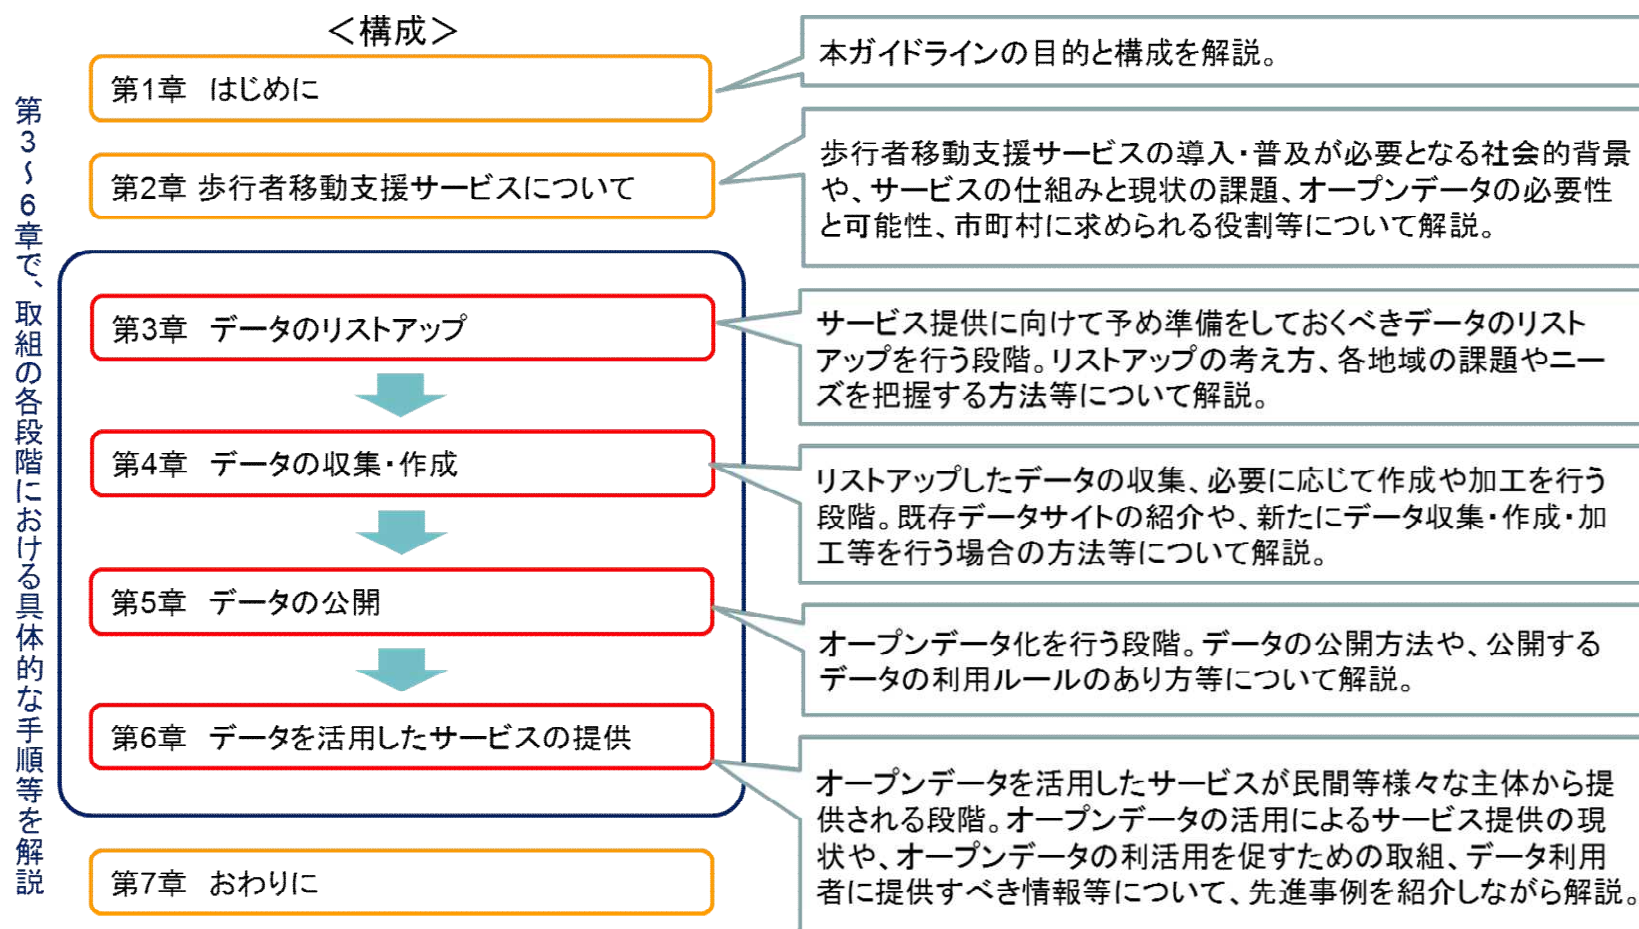 ＜構成＞
第1章 はじめに
本ガイドラインの目的と構成を解説。
第2章 歩行者移動支援サービスについて
歩行者移動支援サービスの導入・普及が必要となる社会的背景
や、サービスの仕組みと現状の課題、オープンデータの必要性
と可能性、市町村に求められる役割等について解説。
第3～6章で、取組の各段階における具体的な手順等を解説
第3章 データのリストアップ
サービス提供に向けて予め準備をしておくべきデータのリスト
アップを行う段階。リストアップの考え方、各地域の課題やニー
ズを把握する方法等について解説。
第4章 データの収集・作成
リストアップしたデータの収集、必要に応じて作成や加工を行う
段階。既存データサイトの紹介や、新たにデータ収集・作成・加
工等を行う場合の方法等について解説。
第5章 データの公開
オープンデータ化を行う段階。データの公開方法や、公開する
データの利用ルールのあり方等について解説。
第6章 データを活用したサービスの提供
オープンデータを活用したサービスが民間等様々な主体から提
供される段階。オープンデータの活用によるサービス提供の現
状や、オープンデータの利活用を促すための取組、データ利用
者に提供すべき情報等について、先進事例を紹介しながら解説。
第7章 おわりに